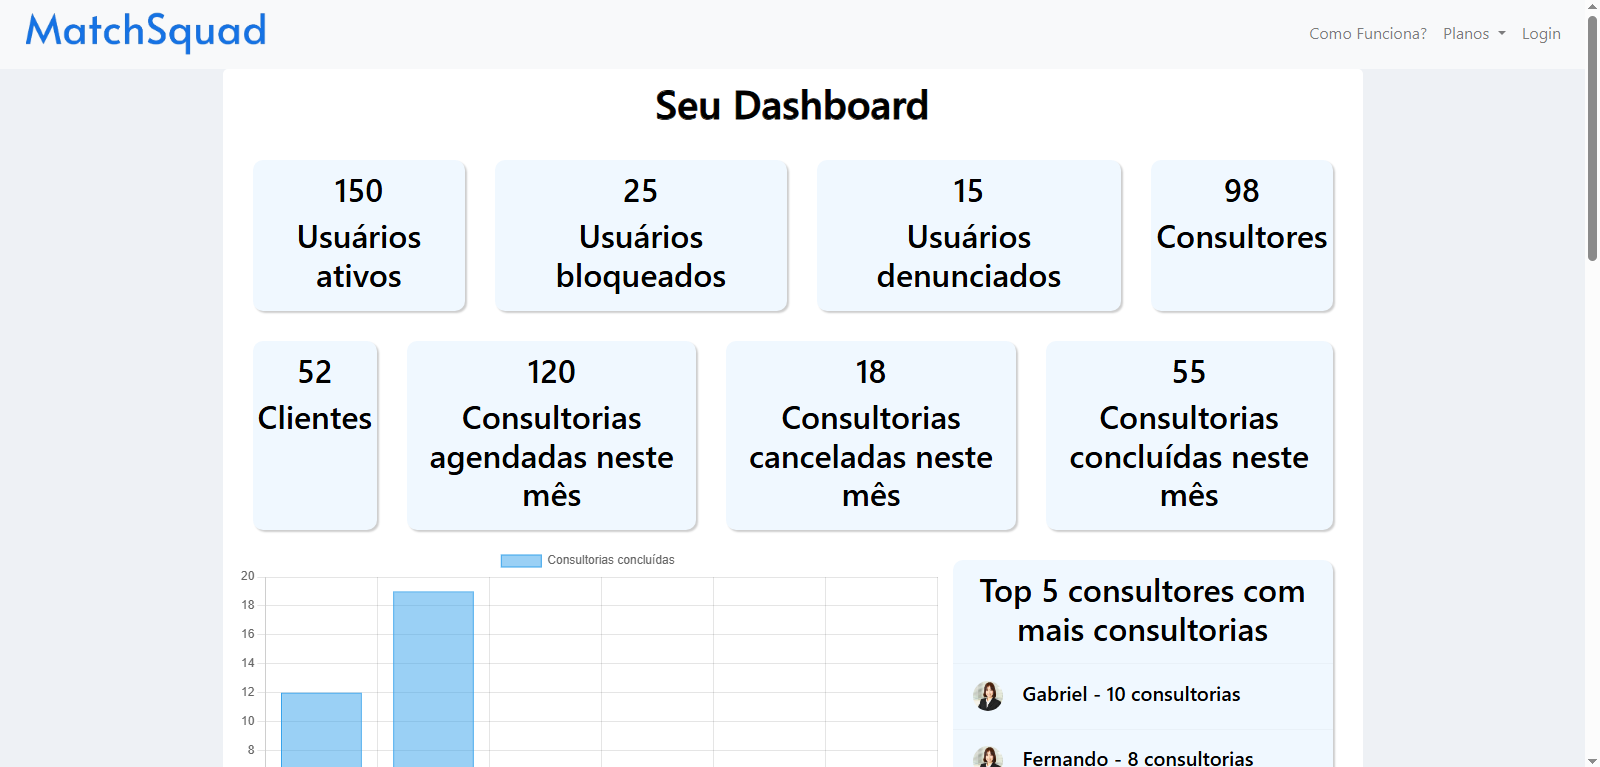 MatchSquad
Como Funciona?
Planos
Login
Seu Dashboard
150
Usuários
ativos
25
Usuários
bloqueados
15
Usuários
denunciados
98
Consultores
52
Clientes
120
Consultorias
agendadas neste
mês
18
Consultorias
canceladas neste
mês
55
Consultorias
concluídas neste
mês
Consultorias concluídas
20
18
16
14
12
10
8
Top 5 consultores com
mais consultorias
Gabriel - 10 consultorias
Fernando - 8 consultorias